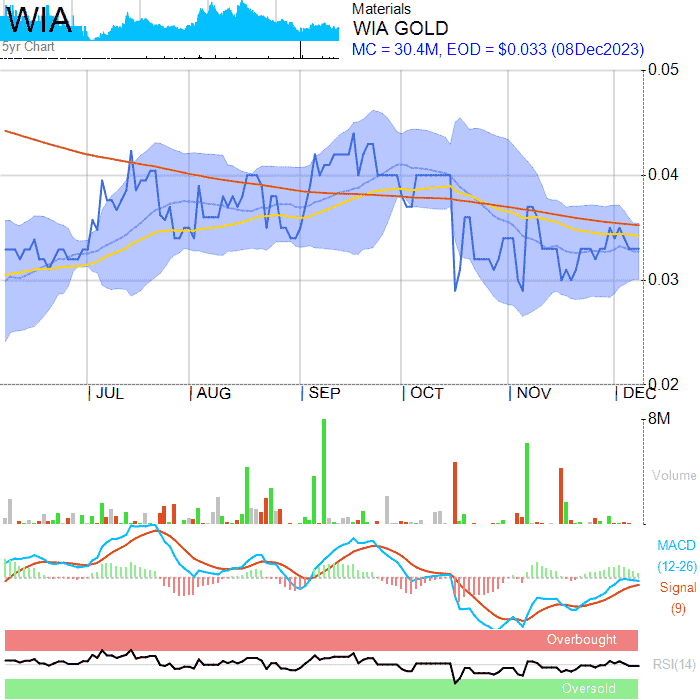 WIA
5yr Chart
Materials
WIA GOLD
MC = 30.4M, EOD = $0.033 (08Dec2023)
0.05
0.04
0.03
0.02
JUL AUG SEP OCT NOV DEC
8M
Volume
MACD
(12-26)
Signal
(9)
Overbought
RSI(14)
Oversold